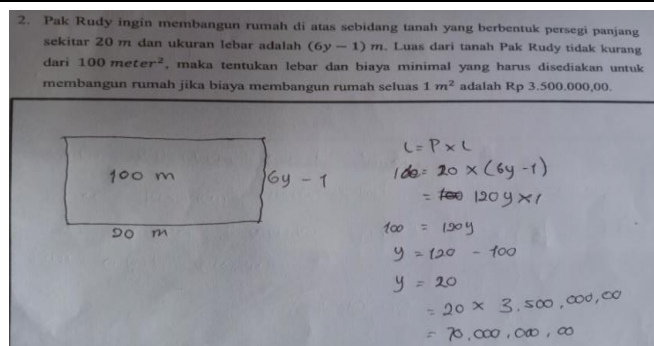 2. Pak Rudy ingin membangun rumah di atas sebidang tanah yang berbentuk persegi panjang
sekitar 20 m dan ukuran lebar adalah (6y − 1) m. Luas dari tanah Pak Rudy tidak kurang
dari 100 meter², maka tentukan lebar dan biaya minimal yang harus disediakan untuk
membangun rumah jika biaya membangun rumah seluas 1 m² adalah Rp 3.500.000,00.
100 m
6y - 1
20 m
L = P x L
100 = 20 x (6y - 1)
= 120 y x 1
100 = 120y
y = 120 - 100
y = 20
= 20 x 3.500,000,00
= 70,000,000,00